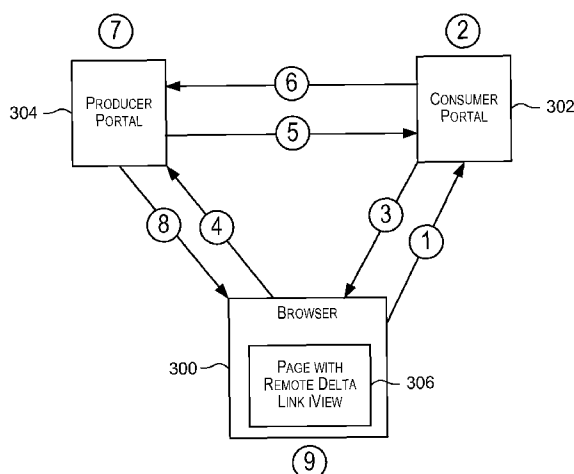 7
2
304
PRODUCER
PORTAL
6
5
CONSUMER
PORTAL
302
8
4
3
1
BROWSER
300
PAGE WITH
REMOTE DELTA
LINK IVIEW
306
9